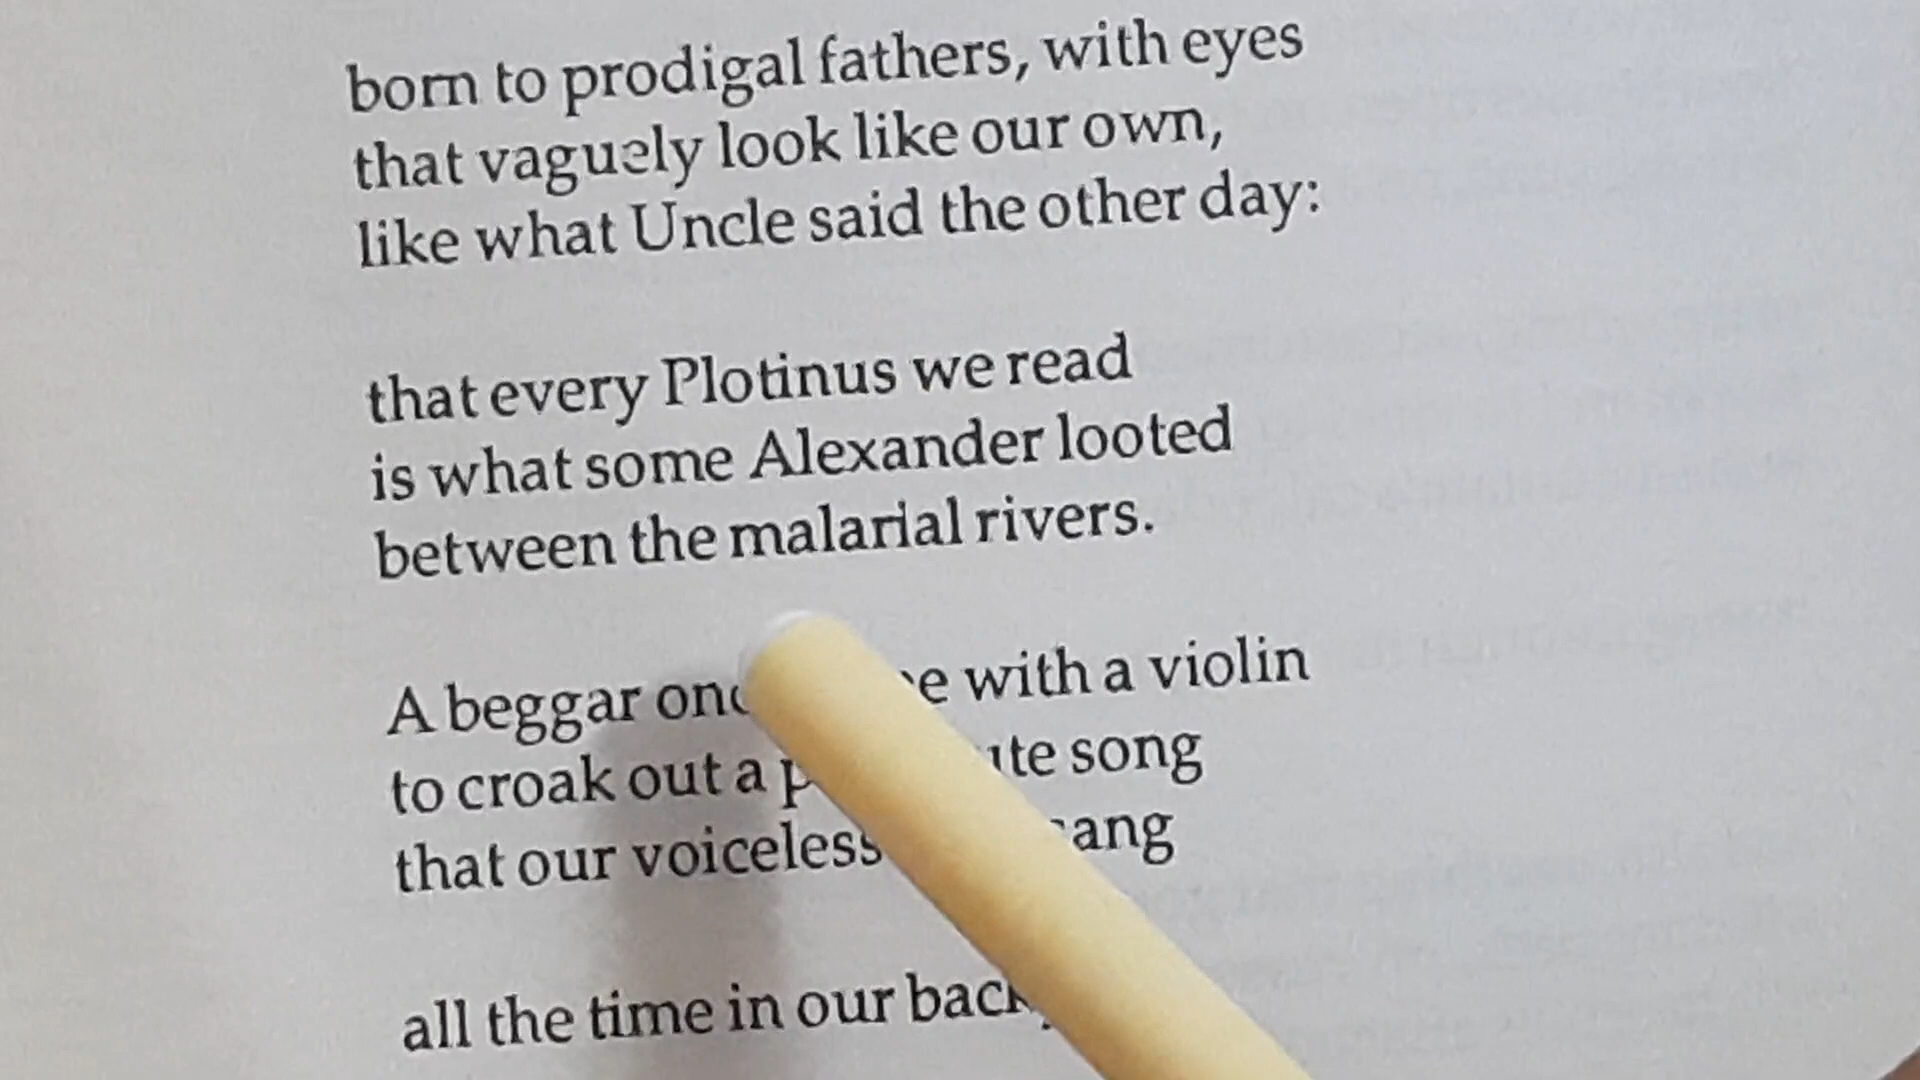 born to prodigal fathers, with eyes
that vaguely look like our own,
like what Uncle said the other day:
that every Plotinus we read
is what some Alexander looted
between the malarial rivers.
A beggar with a violin
to croak out a song
that our voiceless
all the time in our